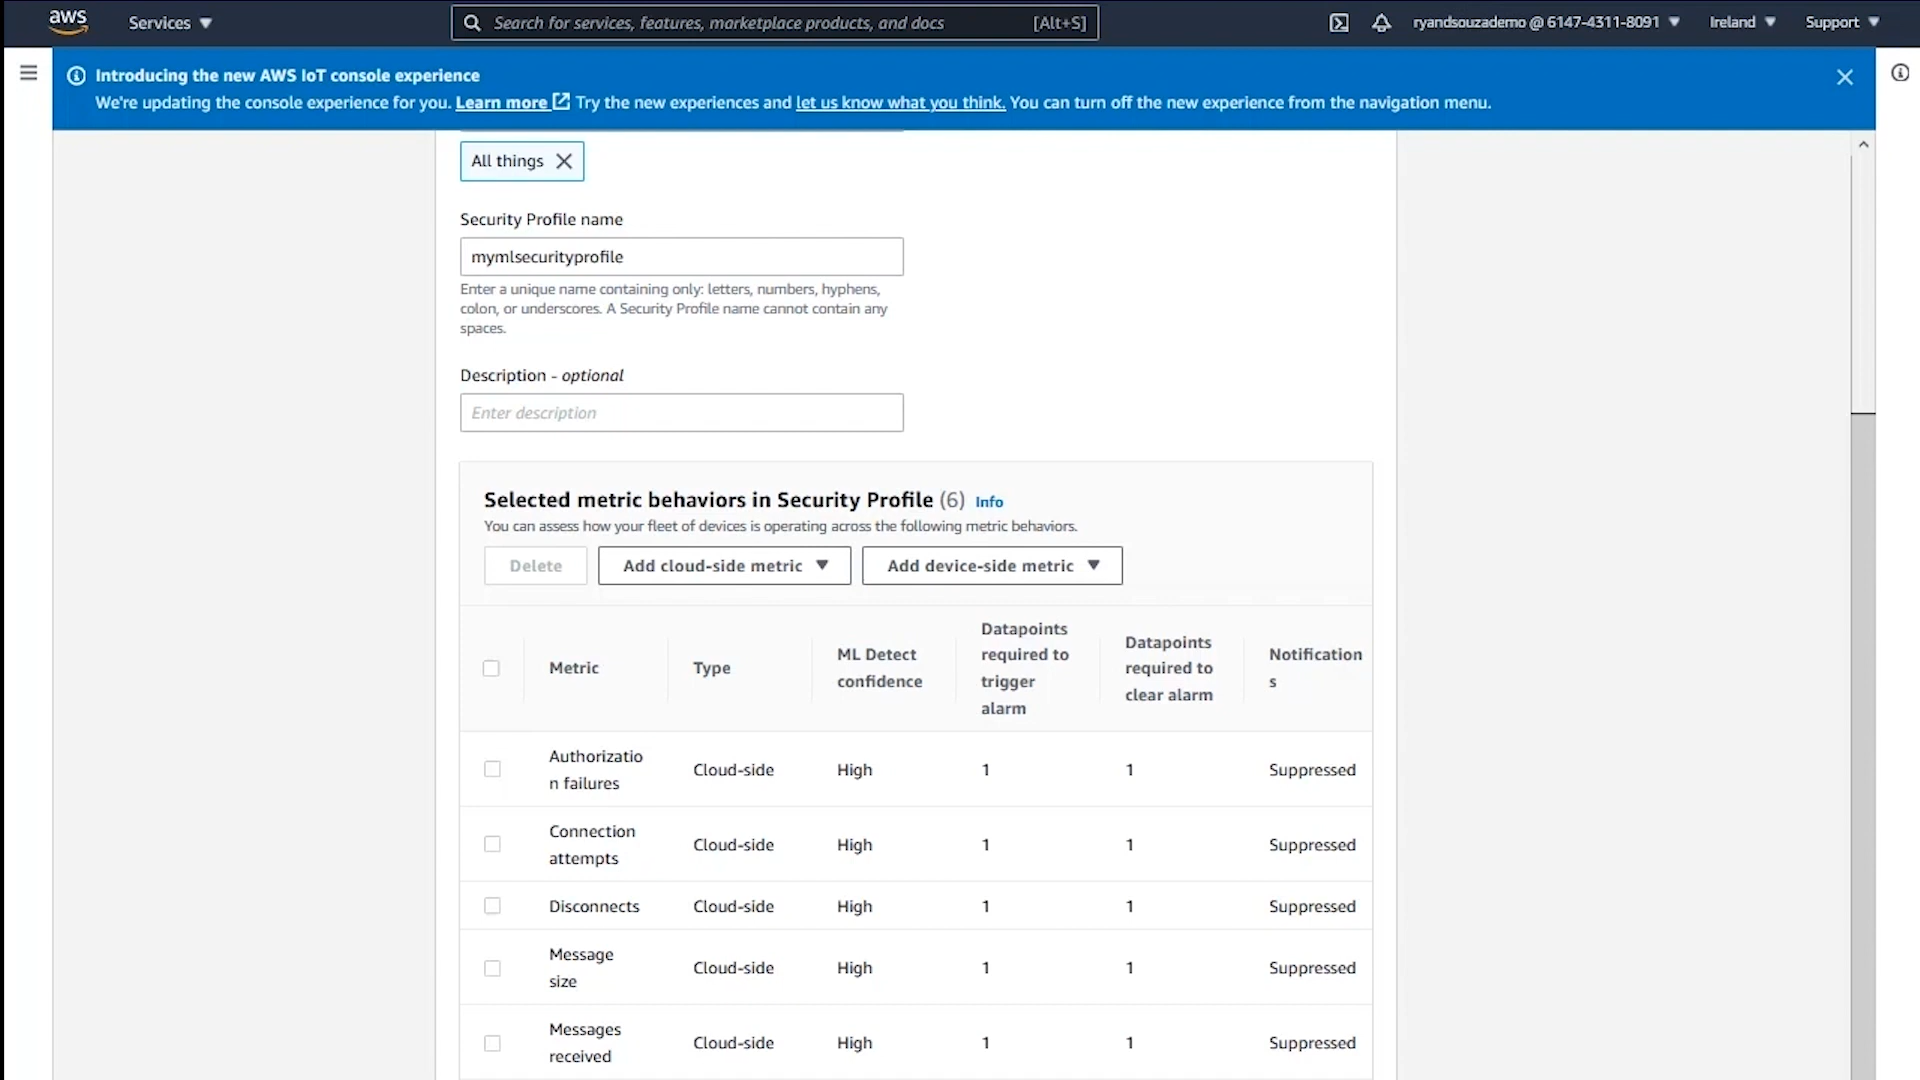 aws
Services ▼
Search for services, features, marketplace products, and docs [Alt+S]
ryandsouzademo @ 6147-4311-8091 ▼
Ireland ▼
Support ▼
Introducing the new AWS IoT console experience
We're updating the console experience for you. Learn more Try the new experiences and let us know what you think. You can turn off the new experience from the navigation menu.
All things
Security Profile name
mymlsecurityprofile
Enter a unique name containing only: letters, numbers, hyphens,
colon, or underscores. A Security Profile name cannot contain any
spaces.
Description - optional
Enter description
Selected metric behaviors in Security Profile (6) Info
You can assess how your fleet of devices is operating across the following metric behaviors.
Delete
Add cloud-side metric ▼
Add device-side metric ▼
Metric
Type
ML Detect
confidence
Datapoints
required to
trigger
alarm
Datapoints
required to
clear alarm
Notification
s
Authorizatio
n failures
Cloud-side
High
1
1
Suppressed
Connection
attempts
Cloud-side
High
1
1
Suppressed
Disconnects
Cloud-side
High
1
1
Suppressed
Message
size
Cloud-side
High
1
1
Suppressed
Messages
received
Cloud-side
High
1
1
Suppressed